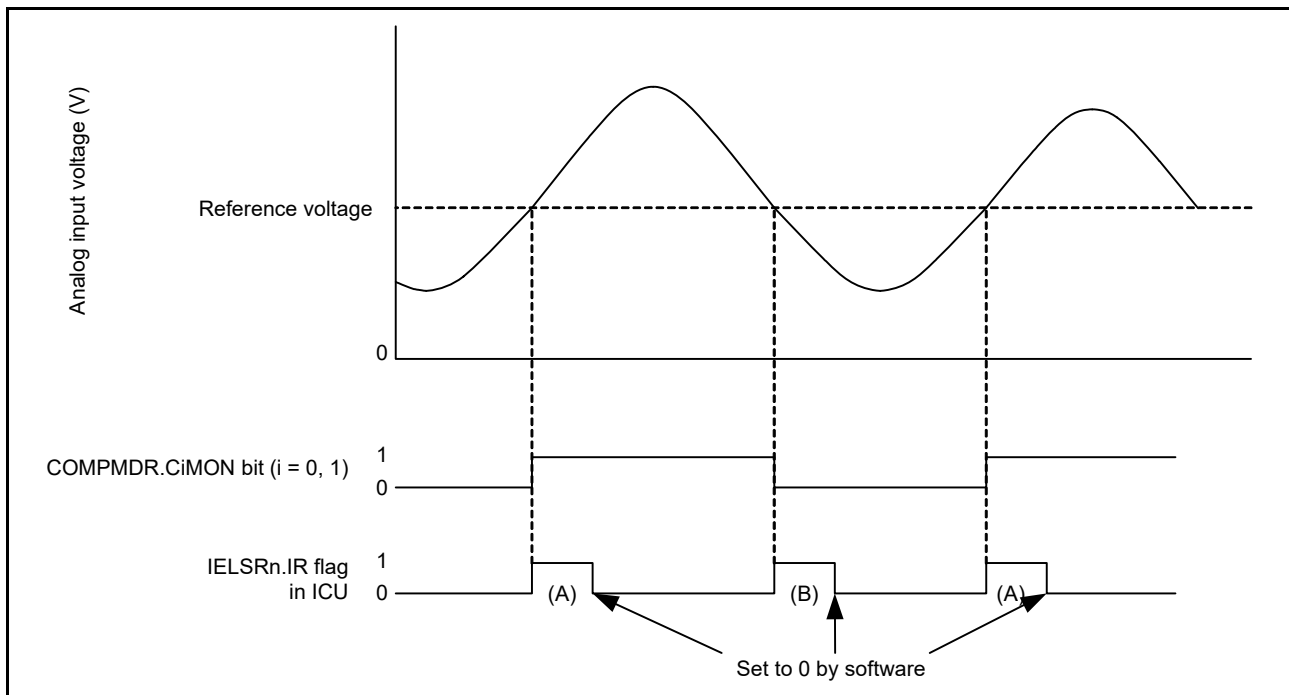 Analog input voltage (V)
Reference voltage
0
COMPMDR.CiMON bit (i = 0, 1)
1
0
IELSRn.IR flag
in ICU
1
0
(A)
(B)
(A)
Set to 0 by software